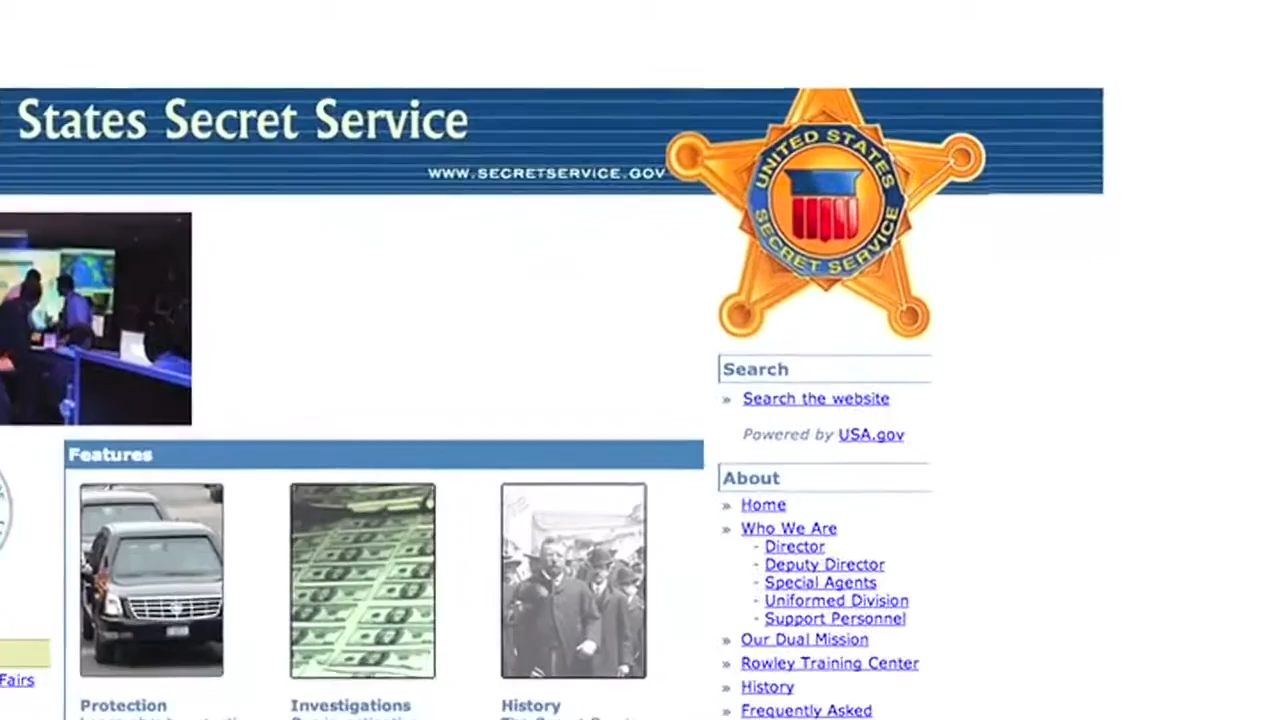 States Secret Service
WWW.SECRETSERVICE.GOV
UNITED STATES
SECRET SERVICE
Search
» Search the website
Powered by USA.gov
About
» Home
» Who We Are
- Director
- Deputy Director
- Special Agents
- Uniformed Division
- Support Personnel
» Our Dual Mission
» Rowley Training Center
» History
» Frequently Asked
Features
Protection
Investigations
History
Fairs